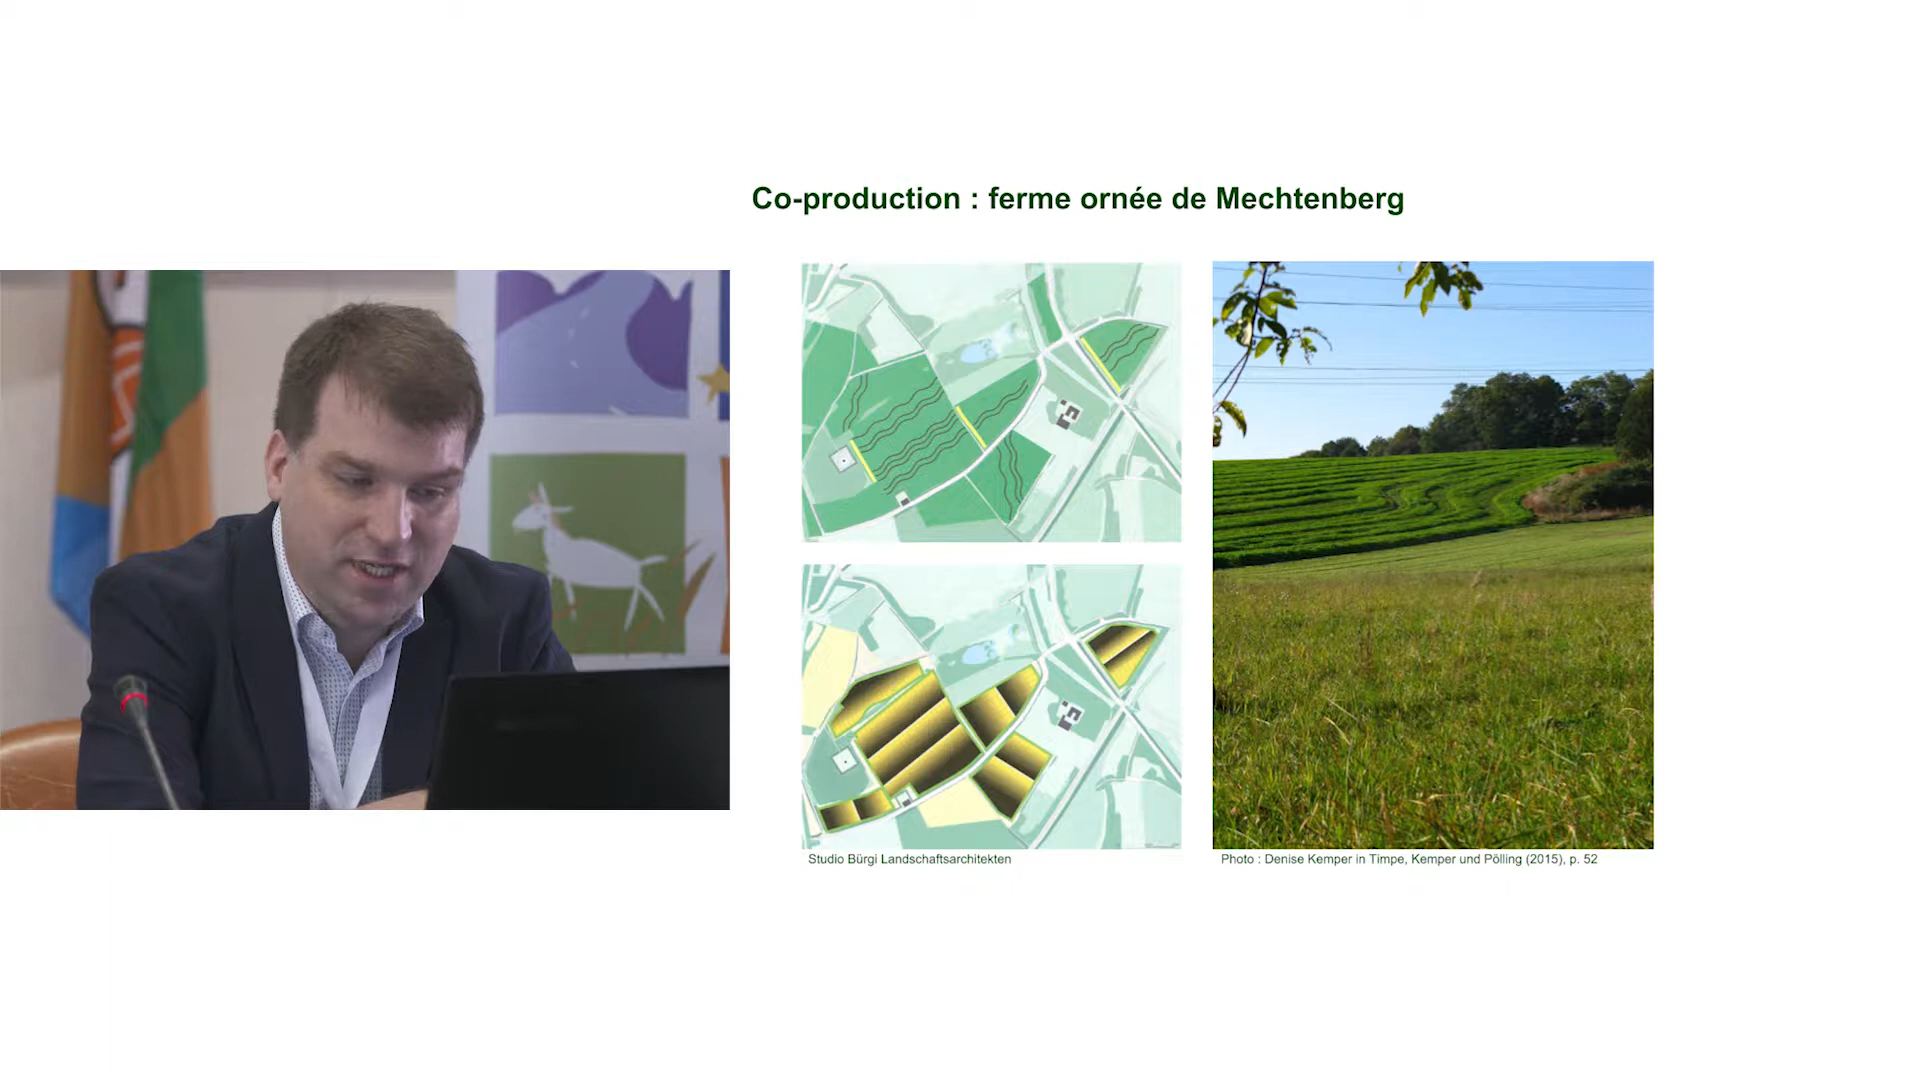 Co-production : ferme ornée de Mechtenberg
Studio Bürgi Landschaftsarchitekten
Photo : Denise Kemper in Timpe, Kemper und Pölling (2015), p. 52